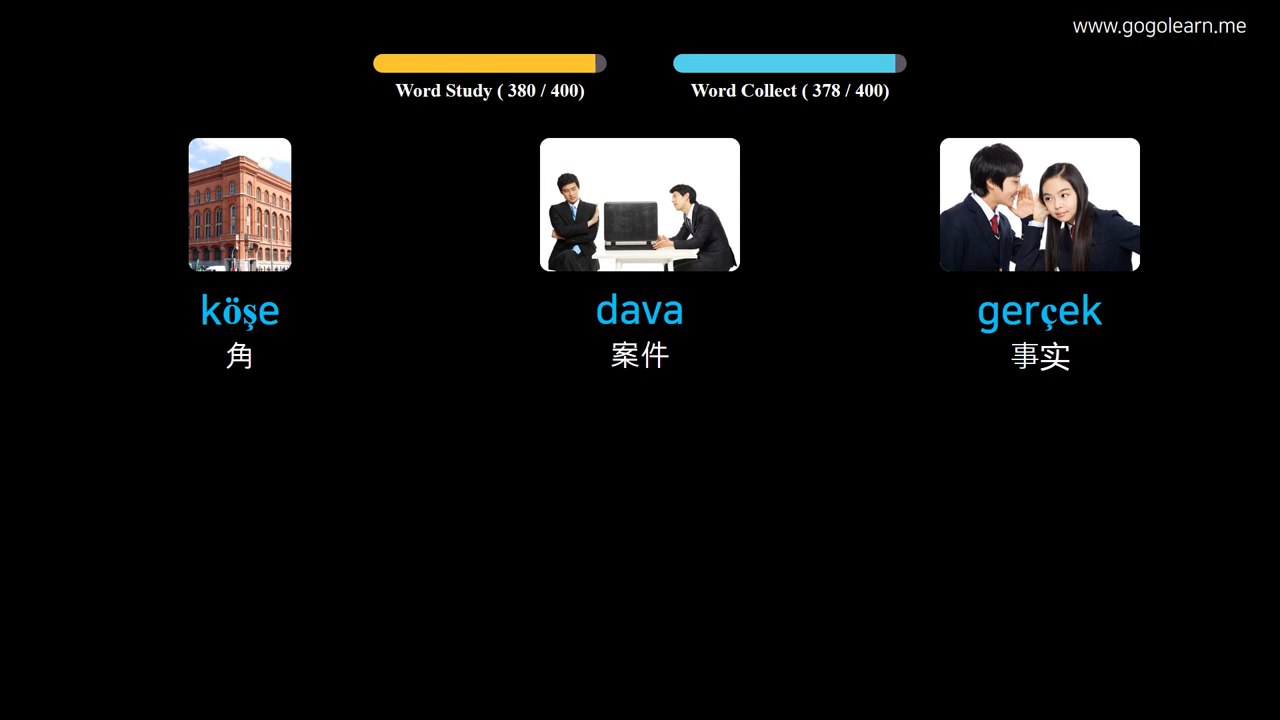 www.gogolearn.me
Word Study ( 380 / 400)
Word Collect ( 378 / 400)
köşe
角
dava
案件
gerçek
事实